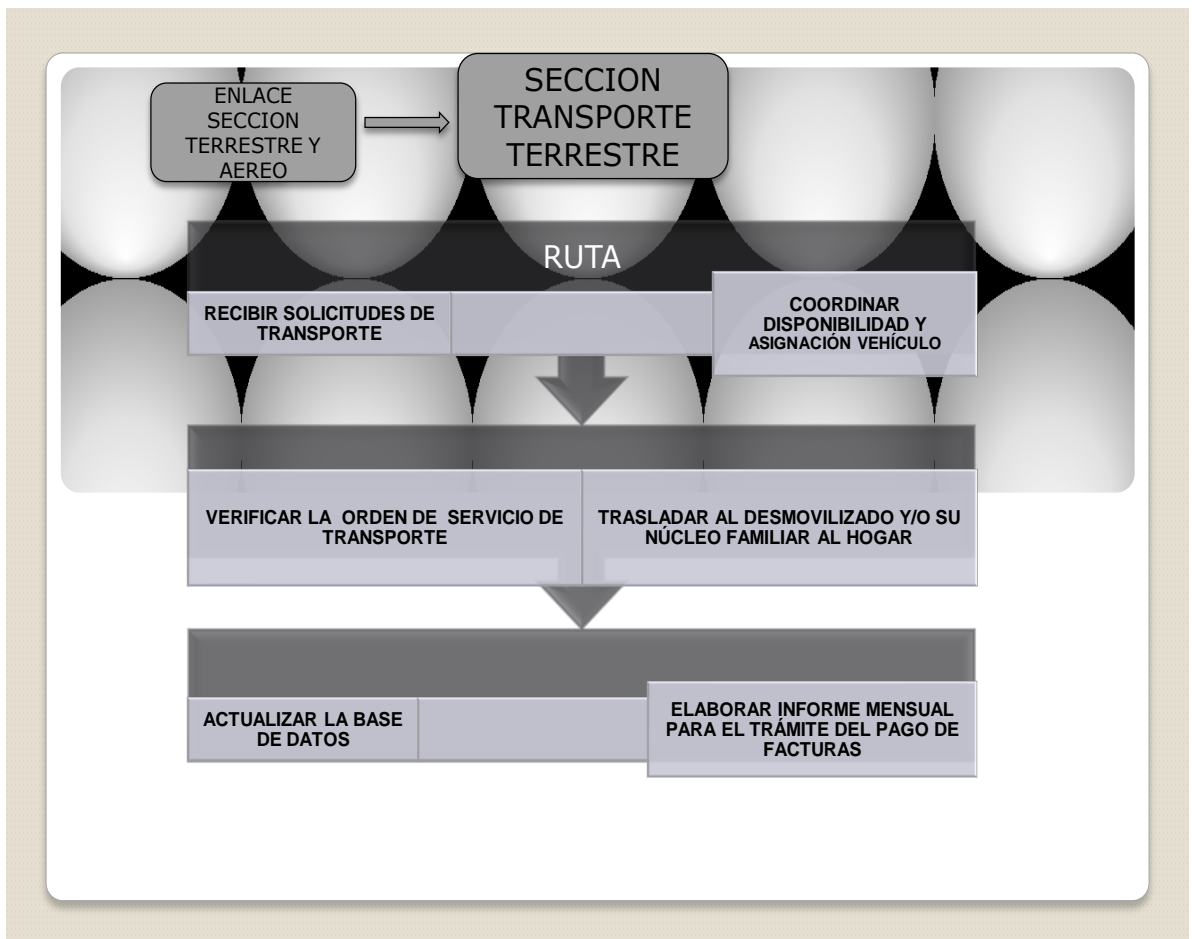 ENLACE
SECCION
TERRESTRE Y
AEREO
SECCION
TRANSPORTE
TERRESTRE
RUTA
RECIBIR SOLICITUDES DE
TRANSPORTE
COORDINAR
DISPONIBILIDAD Y
ASIGNACIÓN VEHÍCULO
VERIFICAR LA ORDEN DE SERVICIO DE
TRANSPORTE
TRASLADAR AL DESMOVILIZADO Y/O SU
NÚCLEO FAMILIAR AL HOGAR
ACTUALIZAR LA BASE
DE DATOS
ELABORAR INFORME MENSUAL
PARA EL TRÁMITE DEL PAGO DE
FACTURAS